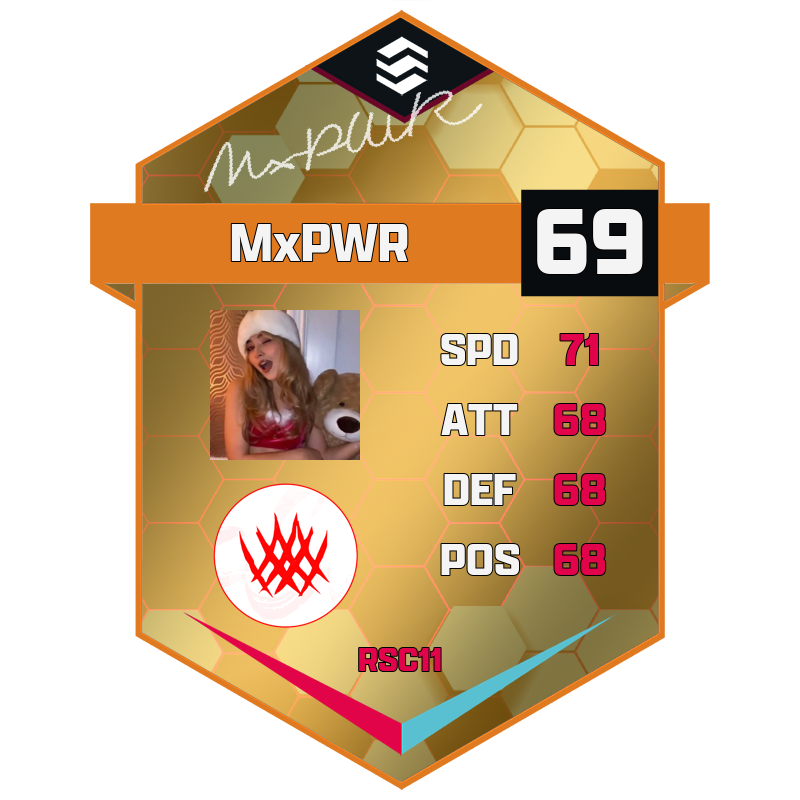 MxPWR
MxPWR
69
SPD 71
ATT 68
DEF 68
POS 68
RSC11